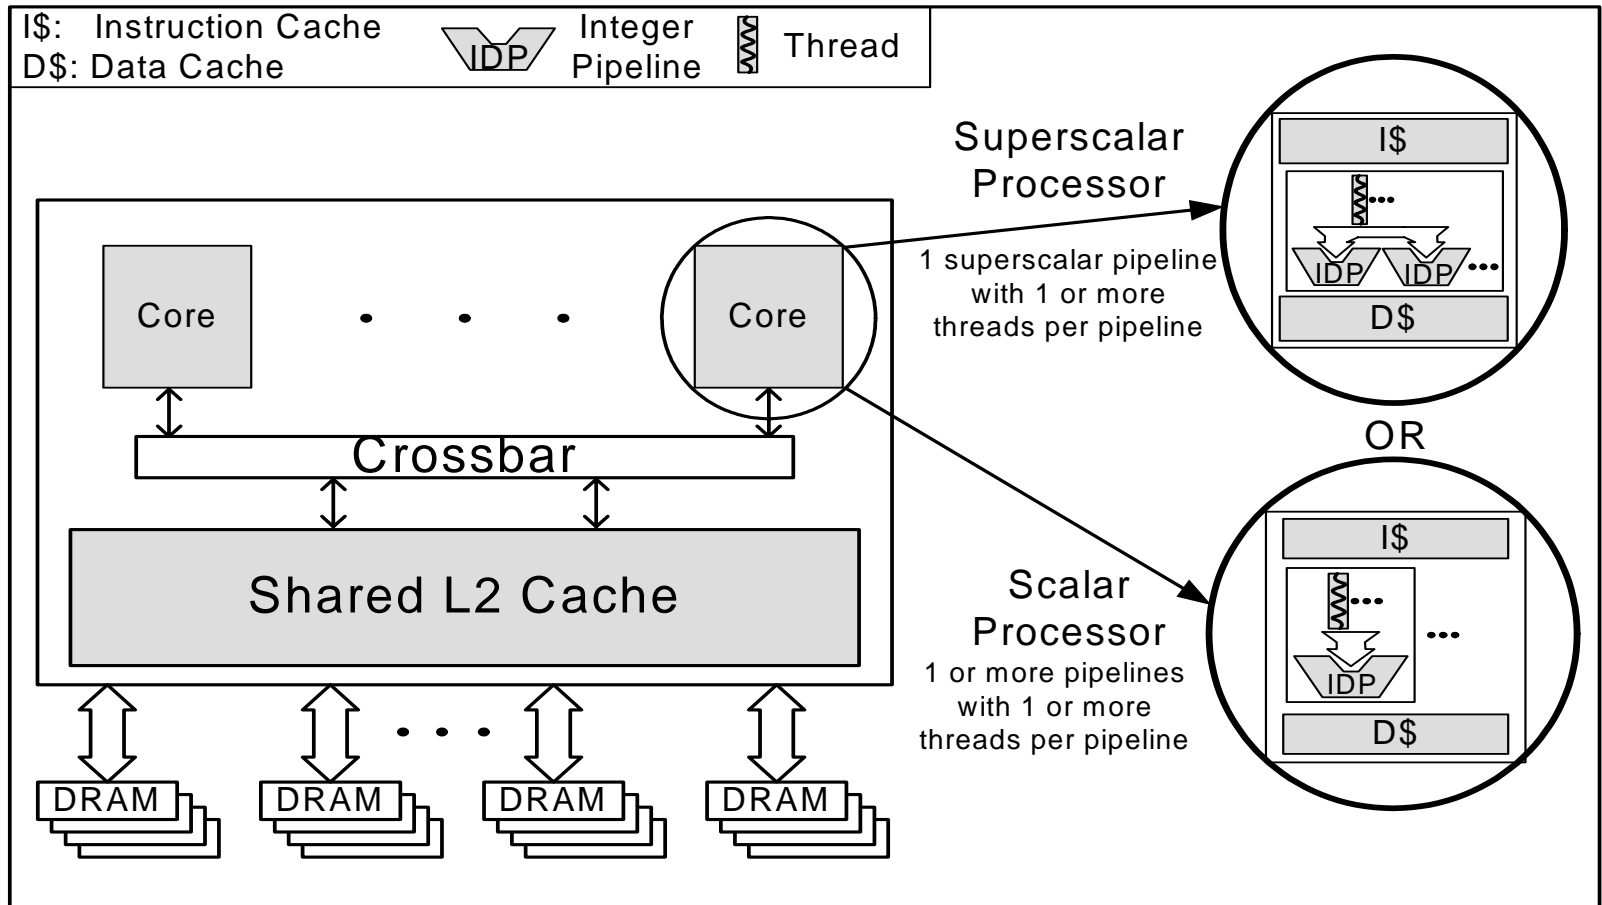 I$: Instruction Cache
D$: Data Cache
IDP
Integer
Pipeline
Thread
Superscalar
Processor
1 superscalar pipeline
with 1 or more
threads per pipeline
I$
IDP IDP
D$
OR
Core
Core
Crossbar
Shared L2 Cache
DRAM DRAM DRAM DRAM
Scalar
Processor
1 or more pipelines
with 1 or more
threads per pipeline
I$
IDP
D$